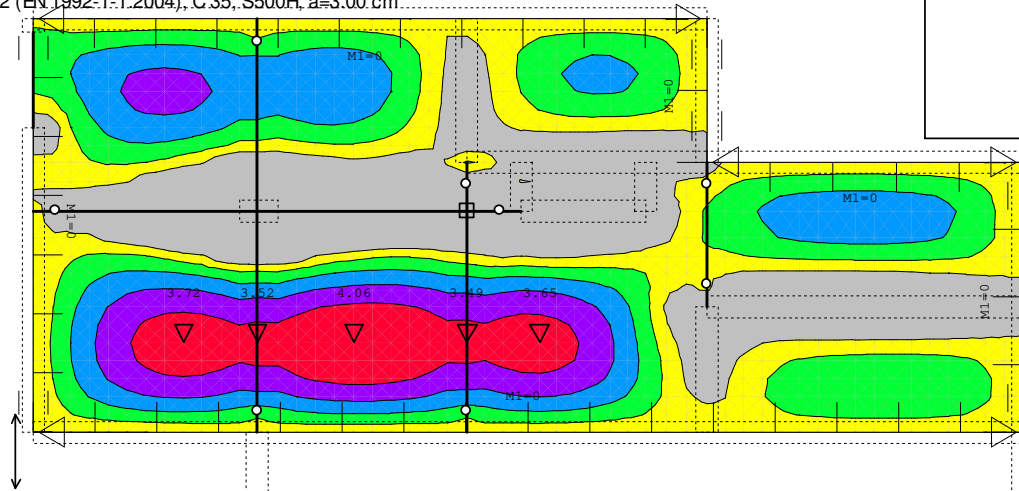 2 (EN 1992-1-1:2004), C 35, S500H, a=3.00 cm
M1=0
M1=0
M1=0
M1=0
M1=0
3.72 3.52 4.06 3.49 3.65
M1=0